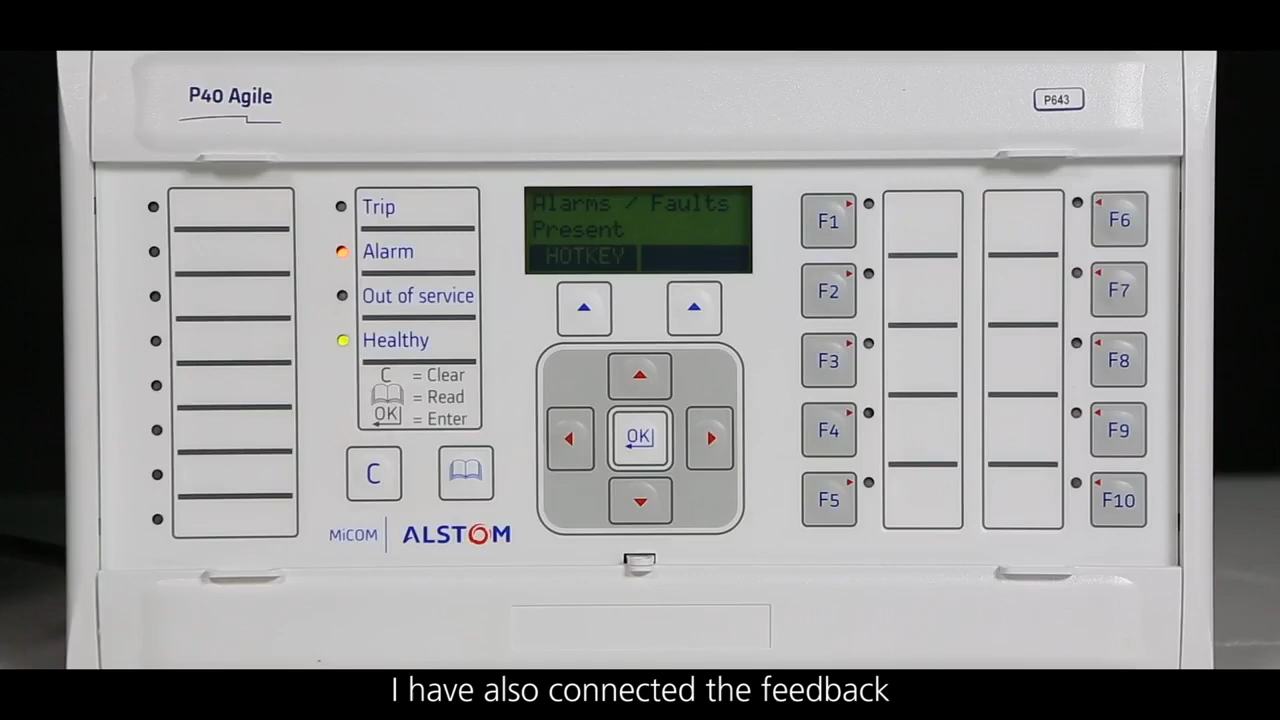 P40 Agile
P643
Trip
Alarm
Out of service
Healthy
C = Clear
= Read
OK = Enter
C
MiCOM
ALSTOM
Alarms / Faults
Present
HOTKEY
OK
F1
F2
F3
F4
F5
F6
F7
F8
F9
F10
I have also connected the feedback